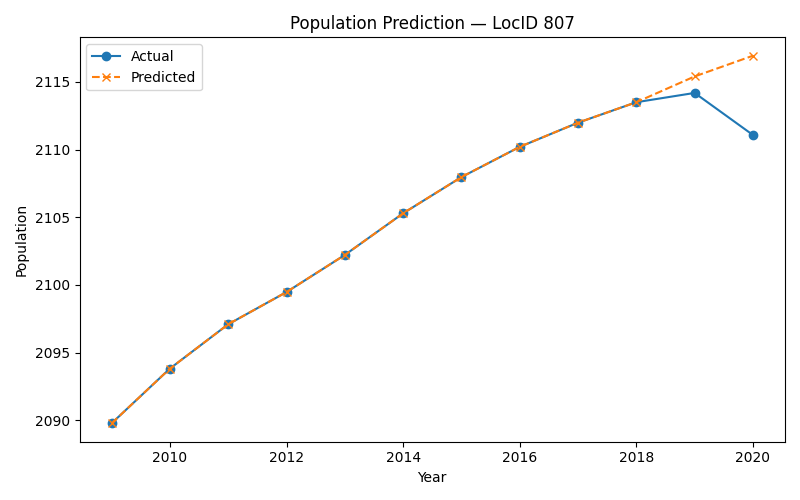 Population Prediction — LocID 807
Actual
Predicted
Population
2115
2110
2105
2100
2095
2090
2010 2012 2014 2016 2018 2020
Year